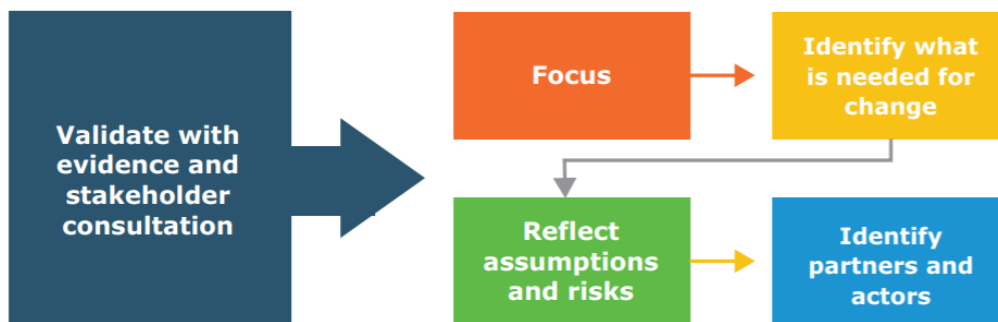 Validate with
evidence and
stakeholder
consultation
Focus
Identify what
is needed for
change
Reflect
assumptions
and risks
Identify
partners and
actors